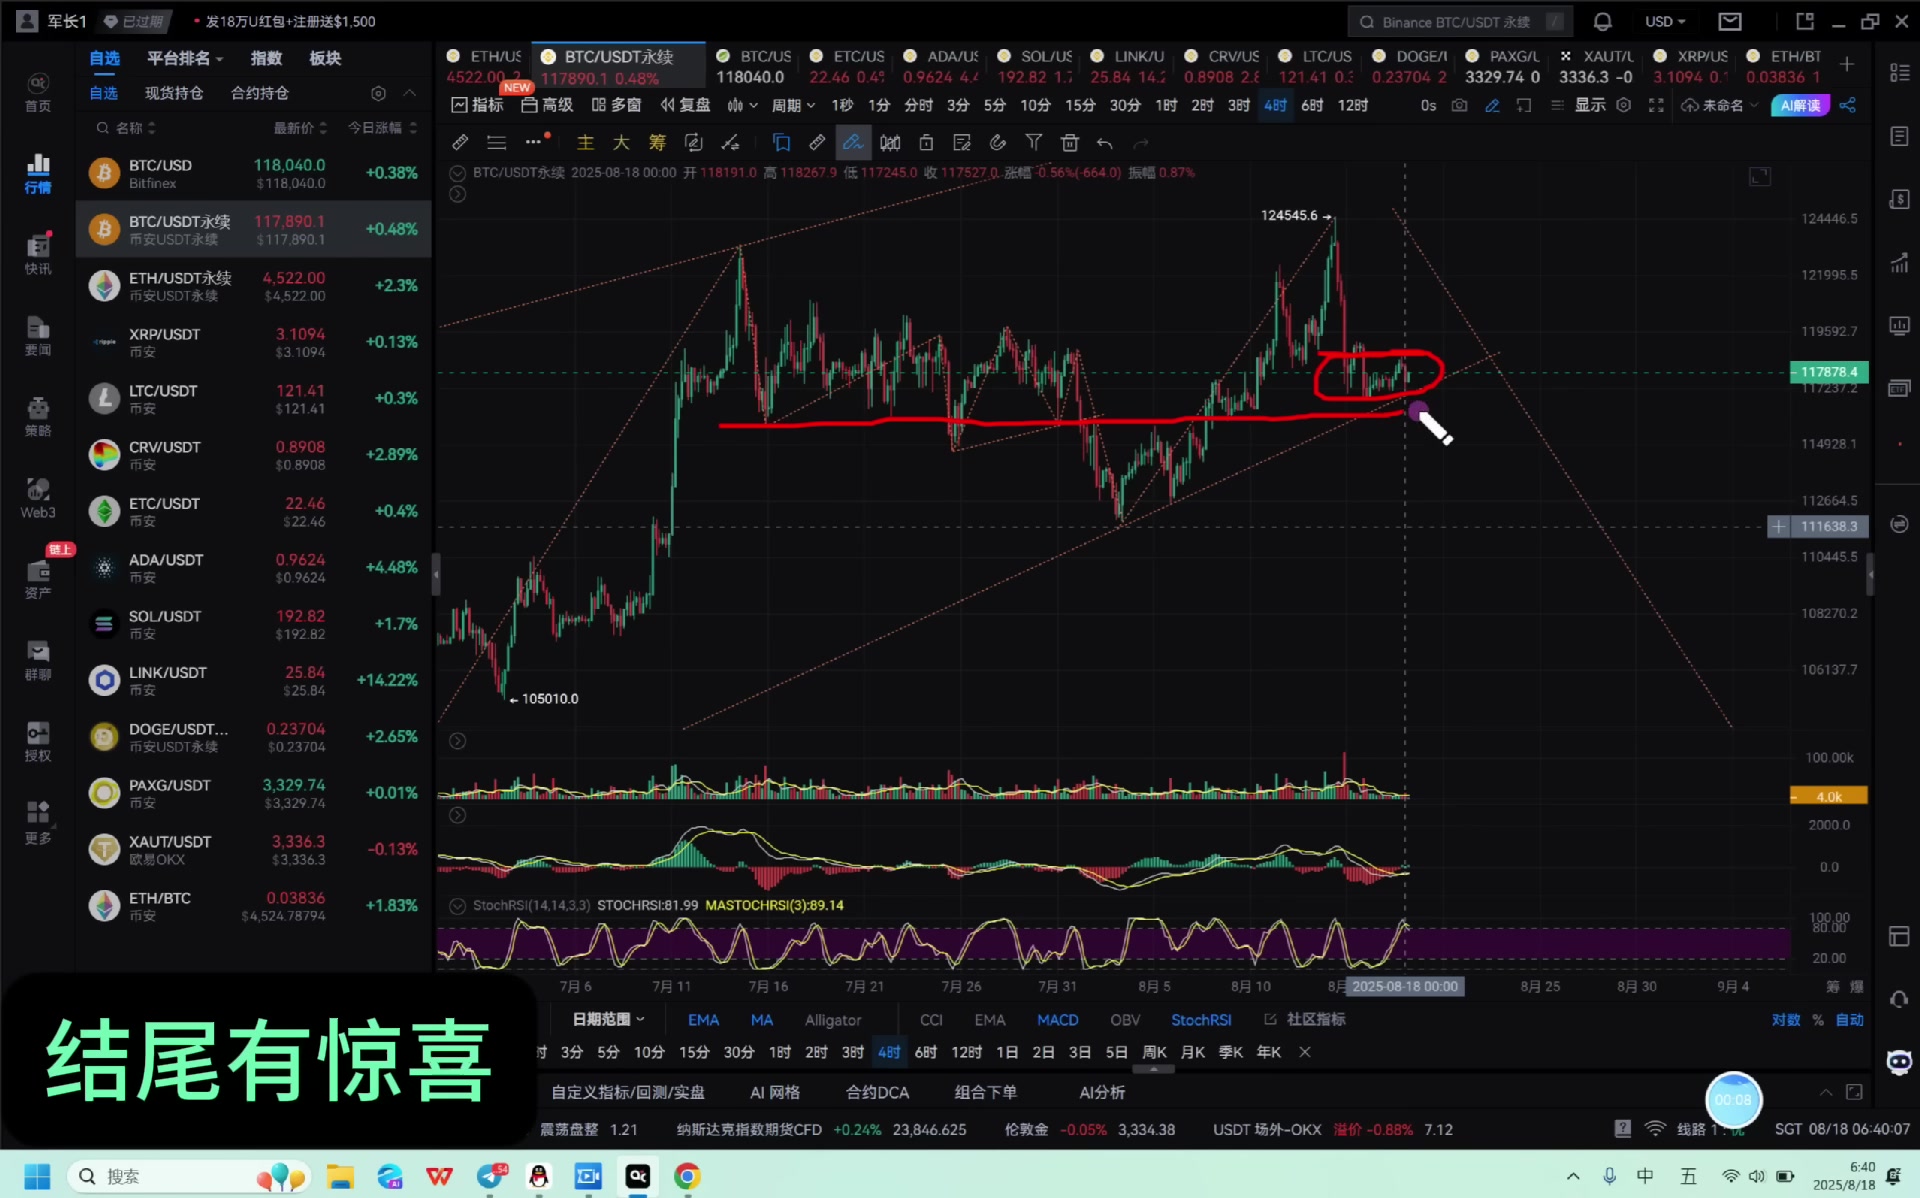 军长1 已过期 • 发18万U红包+注册送$1,500
Binance BTC/USDT 永续 /
USD
首页
行情
快讯
要闻
策略
Web3
链上
资产
群聊
授权
更多
自选 平台排名 指数 板块
自选 现货持仓 合约持仓
名称 最新价 今日涨幅
BTC/USD 118,040.0 +0.38%
Bitfinex $118,040.0
BTC/USDT永续 117,890.1 +0.48%
币安USDT永续 $117,890.1
ETH/USDT永续 4,522.00 +2.3%
币安USDT永续 $4,522.00
XRP/USDT 3.1094 +0.13%
币安 $3.1094
LTC/USDT 121.41 +0.3%
币安 $121.41
CRV/USDT 0.8908 +2.89%
币安 $0.8908
ETC/USDT 22.46 +0.4%
币安 $22.46
ADA/USDT 0.9624 +4.48%
币安 $0.9624
SOL/USDT 192.82 +1.7%
币安 $192.82
LINK/USDT 25.84 +14.22%
币安 $25.84
DOGE/USDT... 0.23704 +2.65%
币安USDT永续 $0.23704
PAXG/USDT 3,329.74 +0.01%
币安 $3,329.74
XAUT/USDT 3,336.3 -0.13%
欧易OKX $3,336.3
ETH/BTC 0.03836 +1.83%
币安 $4,524.78794
ETH/US BTC/USDT永续 BTC/US ETC/US ADA/US SOL/US LINK/U CRV/US LTC/US DOGE/I PAXG/L XAUT/L XRP/US ETH/BT
4522.00 2 117890.1 0.48% 118040.0 22.46 0.4 0.9624 4.4 192.82 1.7 25.84 14.2 0.8908 2.8 121.41 0.3 0.23704 2 3329.74 0 3336.3 -0 3.1094 0.1 0.03836 1
NEW
指标 高级 多窗 复盘 周期 1秒 1分 分时 3分 5分 10分 15分 30分 1时 2时 3时 4时 6时 12时 0s 显示 未命名 AI解读
主 大 筹
BTC/USDT永续 2025-08-18 00:00 开 118191.0 高 118267.9 低 117245.0 收 117527.0 涨幅 -0.56%(-664.0) 振幅 0.87%
124545.6
105010.0
124446.5
121995.5
119592.7
117878.4
117237.2
114928.1
112664.5
111638.3
110445.5
108270.2
106137.7
100.00k
4.0k
2000.0
0.0
StochRSI(14,14,3,3) STOCHRSI:81.99 MASTOCHRSI(3):89.14
100.00
80.00
20.00
7月 6 7月 11 7月 16 7月 21 7月 26 7月 31 8月 5 8月 10 8月 2025-08-18 00:00 8月 25 8月 30 9月 4 筹 爆
日期范围 EMA MA Alligator CCI EMA MACD OBV StochRSI 社区指标 对数 % 自动
时 3分 5分 10分 15分 30分 1时 2时 3时 4时 6时 12时 1日 2日 3日 5日 周K 月K 季K 年K
自定义指标/回测/实盘 AI 网格 合约DCA 组合下单 AI分析
00:08
震荡盘整 1.21 纳斯达克指数期货CFD +0.24% 23,846.625 伦敦金 -0.05% 3,334.38 USDT 场外-OKX 溢价 -0.88% 7.12 线路 1 SGT 08/18 06:40:07
结尾有惊喜
搜索
54
中 五
6:40
2025/8/18